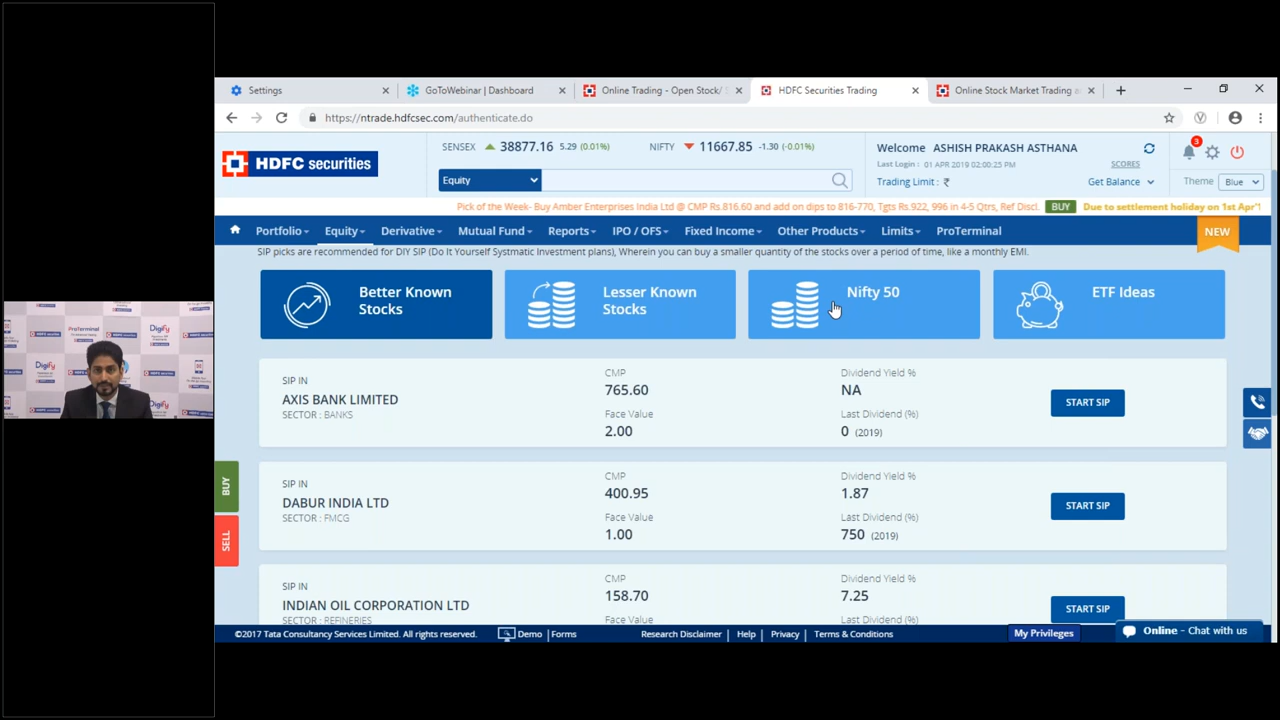 Settings
GoToWebinar | Dashboard
Online Trading - Open Stock/
HDFC Securities Trading
Online Stock Market Trading a
https://ntrade.hdfcsec.com/authenticate.do
HDFC securities
SENSEX 38877.16 5.29 (0.01%) NIFTY 11667.85 -1.30 (-0.01%)
Welcome ASHISH PRAKASH ASTHANA
Last Login : 01 APR 2019 02:00:25 PM SCORES
3
Equity
Trading Limit : ₹ Get Balance Theme Blue
Pick of the Week- Buy Amber Enterprises India Ltd @ CMP Rs.816.60 and add on dips to 816-770, Tgts Rs.922, 996 in 4-5 Qtrs, Ref Discl. BUY Due to settlement holiday on 1st Apr'1
Portfolio Equity Derivative Mutual Fund Reports IPO / OFS Fixed Income Other Products Limits ProTerminal NEW
SIP picks are recommended for DIY SIP (Do It Yourself Systmatic Investment plans), Wherein you can buy a smaller quantity of the stocks over a period of time, like a monthly EMI.
Better Known
Stocks
Lesser Known
Stocks
Nifty 50
ETF Ideas
SIP IN
AXIS BANK LIMITED
SECTOR : BANKS
CMP
765.60
Face Value
2.00
Dividend Yield %
NA
Last Dividend (%)
0 (2019)
START SIP
SIP IN
DABUR INDIA LTD
SECTOR : FMCG
CMP
400.95
Face Value
1.00
Dividend Yield %
1.87
Last Dividend (%)
750 (2019)
START SIP
SIP IN
INDIAN OIL CORPORATION LTD
SECTOR : REFINERIES
CMP
158.70
Face Value
Dividend Yield %
7.25
Last Dividend (%)
START SIP
BUY
SELL
ProTerminal
Digify
Digify
©2017 Tata Consultancy Services Limited. All rights reserved. Demo | Forms Research Disclaimer | Help | Privacy | Terms & Conditions My Privileges Online - Chat with us